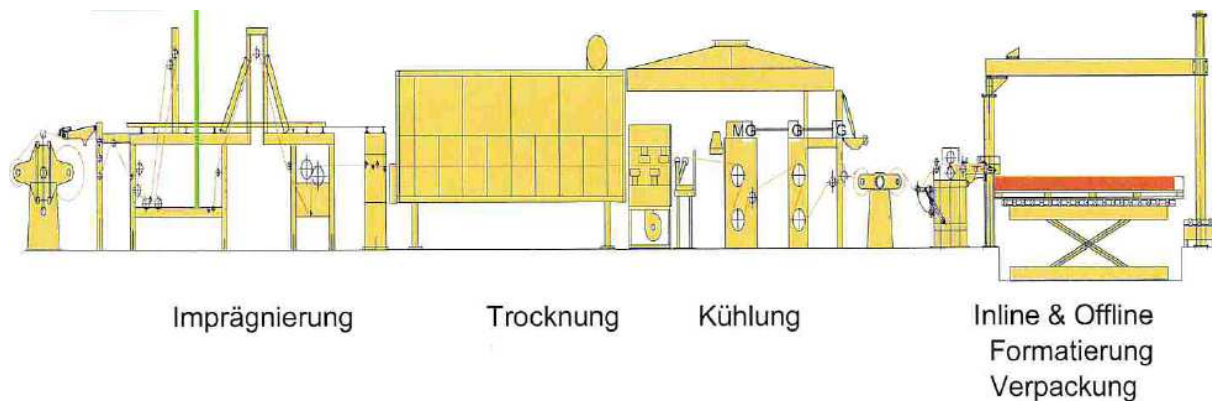 MG G G
Imprägnierung Trocknung Kühlung Inline & Offline
Formatierung
Verpackung